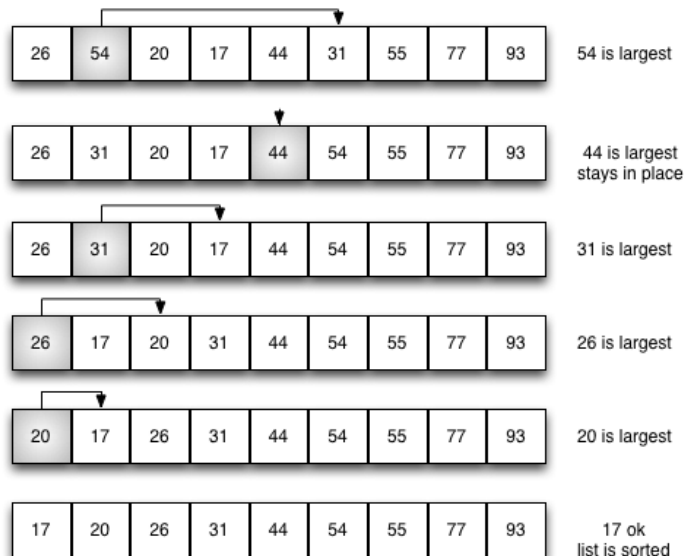 26 54 20 17 44 31 55 77 93 54 is largest
26 31 20 17 44 54 55 77 93 44 is largest
stays in place
26 31 20 17 44 54 55 77 93 31 is largest
26 17 20 31 44 54 55 77 93 26 is largest
20 17 26 31 44 54 55 77 93 20 is largest
17 20 26 31 44 54 55 77 93 17 ok
list is sorted